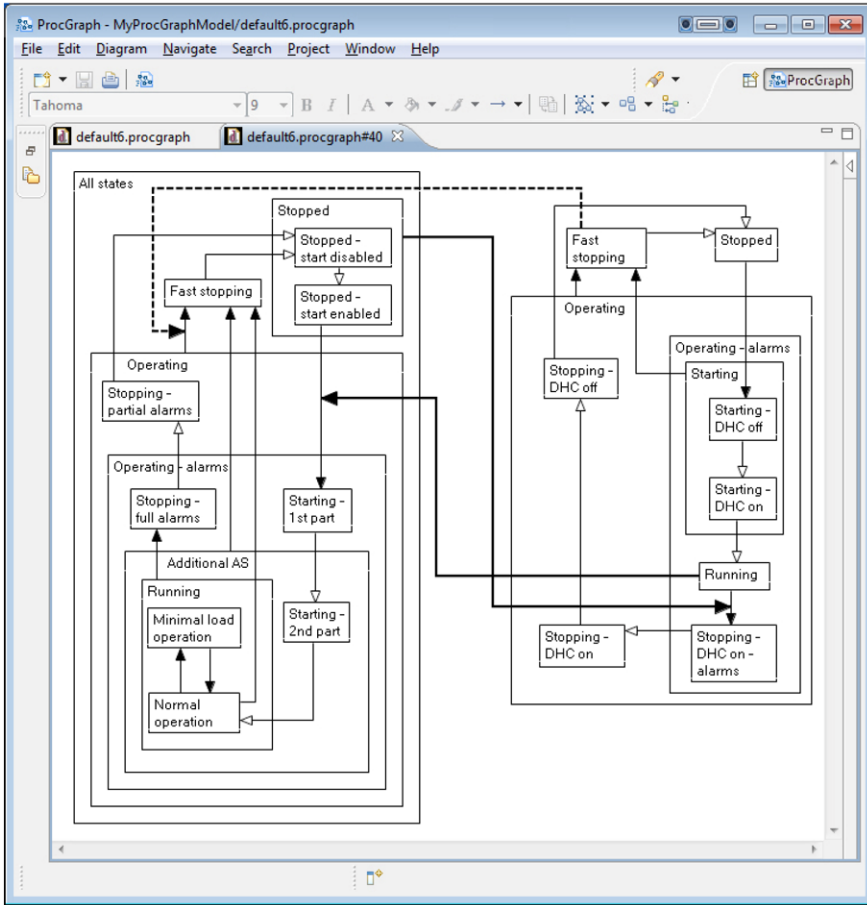 ProcGraph - MyProcGraphModel/default6.procgraph
File Edit Diagram Navigate Search Project Window Help
ProcGraph
Tahoma 9 B I A
default6.procgraph default6.procgraph#40
All states
Stopped
Stopped -
start disabled
Fast stopping
Stopped -
start enabled
Operating
Stopping -
partial alarms
Operating - alarms
Stopping -
full alarms
Starting -
1st part
Additional AS
Running
Minimal load
operation
Starting -
2nd part
Normal
operation
Fast
stopping
Stopped
Operating
Operating - alarms
Stopping -
DHC off
Starting
Starting -
DHC off
Starting -
DHC on
Running
Stopping -
DHC on
Stopping -
DHC on -
alarms